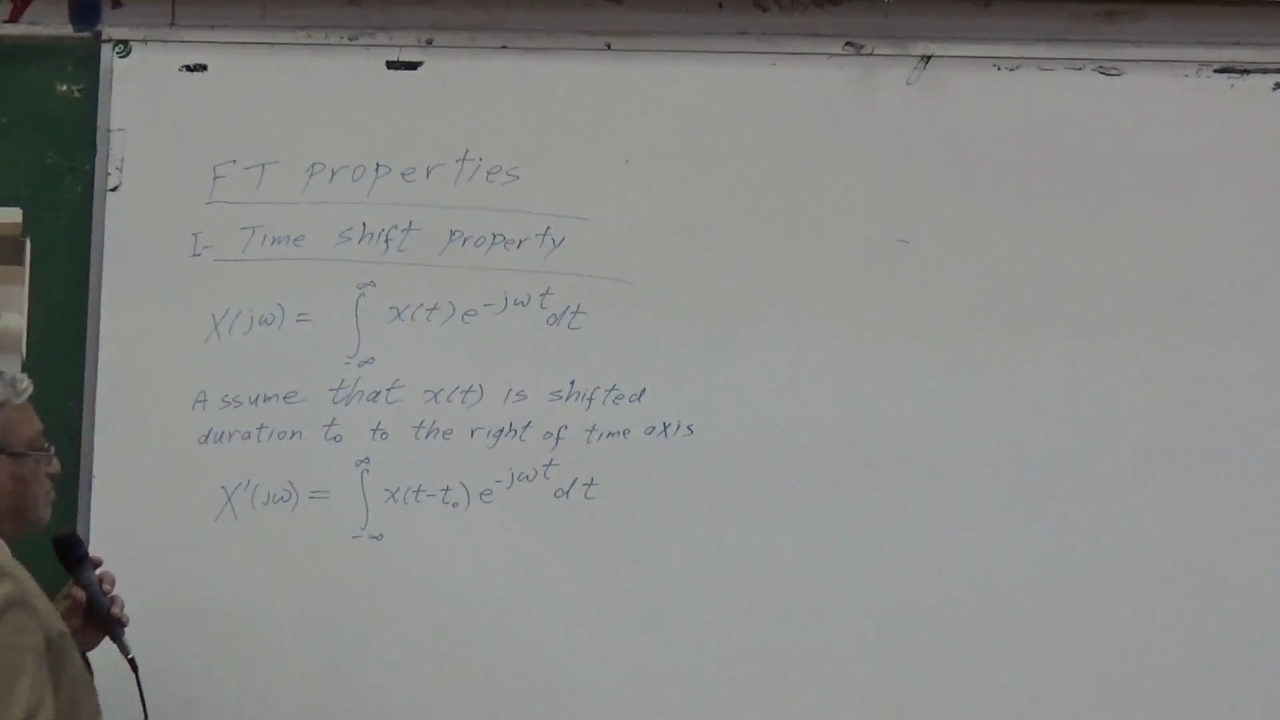 FT properties
I- Time shift property
X(jω) = ∫_{-∞}^{∞} x(t) e^{-jωt} dt
Assume that x(t) is shifted
duration t₀ to the right of time axis
X'(jω) = ∫_{-∞}^{∞} x(t-t₀) e^{-jωt} dt